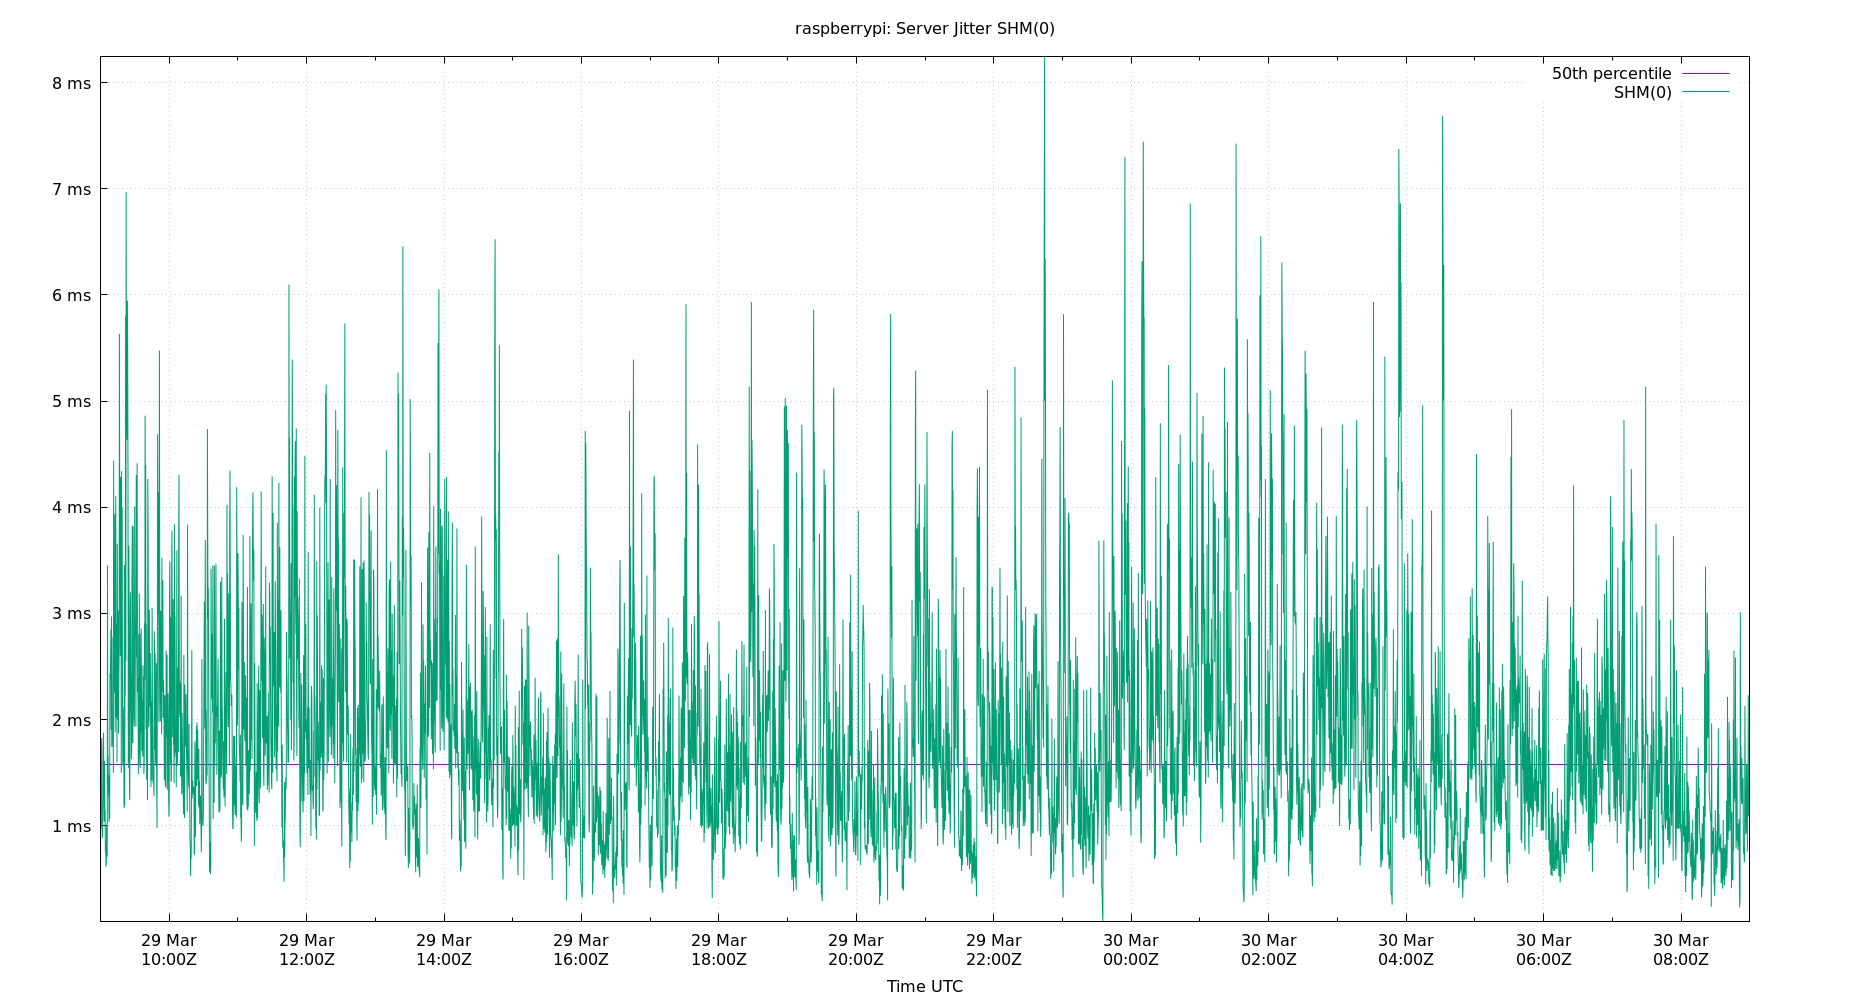 raspberrypi: Server Jitter SHM(0)
50th percentile
SHM(0)
8 ms
7 ms
6 ms
5 ms
4 ms
3 ms
2 ms
1 ms
29 Mar 29 Mar 29 Mar 29 Mar 29 Mar 29 Mar 29 Mar 30 Mar 30 Mar 30 Mar 30 Mar 30 Mar
10:00Z 12:00Z 14:00Z 16:00Z 18:00Z 20:00Z 22:00Z 00:00Z 02:00Z 04:00Z 06:00Z 08:00Z
Time UTC